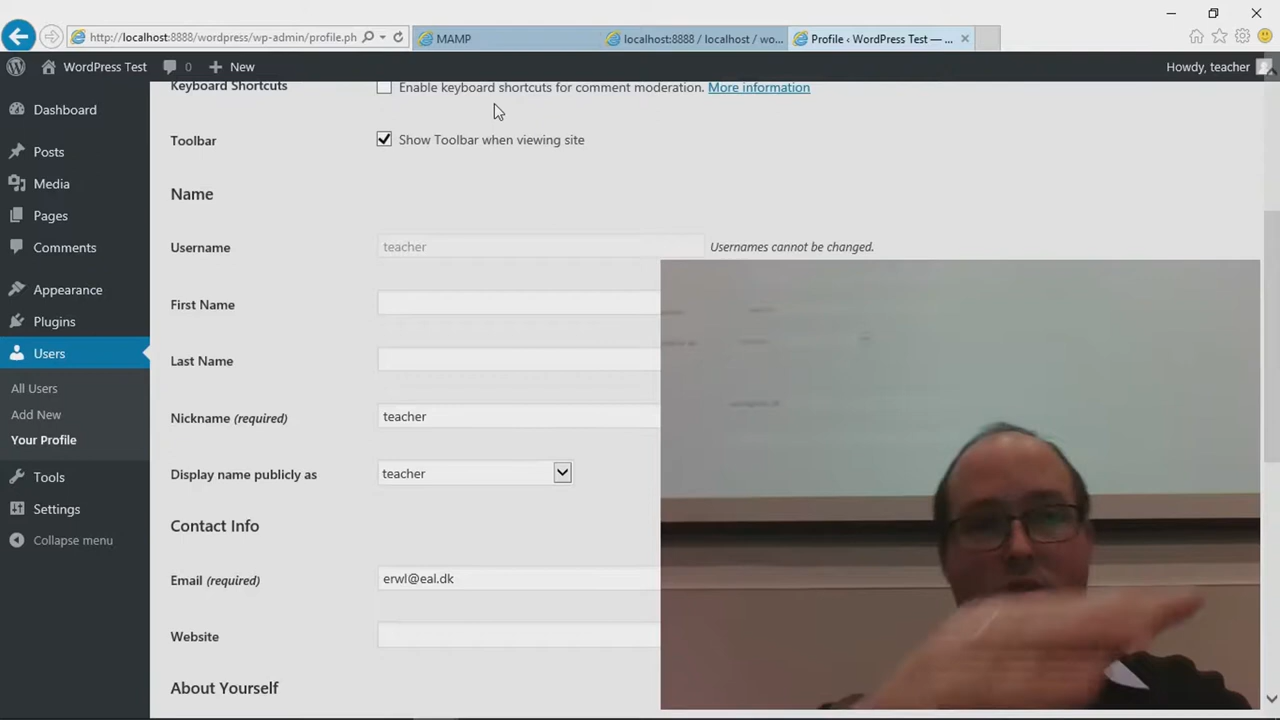 http://localhost:8888/wordpress/wp-admin/profile.ph
MAMP
localhost:8888 / localhost / wo...
Profile ‹ WordPress Test — ...
WordPress Test
0
New
Howdy, teacher
Dashboard
Posts
Media
Pages
Comments
Appearance
Plugins
Users
All Users
Add New
Your Profile
Tools
Settings
Collapse menu
Keyboard Shortcuts
Enable keyboard shortcuts for comment moderation. More information
Toolbar
Show Toolbar when viewing site
Name
Username
teacher
Usernames cannot be changed.
First Name
Last Name
Nickname (required)
teacher
Display name publicly as
teacher
Contact Info
Email (required)
erwl@eal.dk
Website
About Yourself